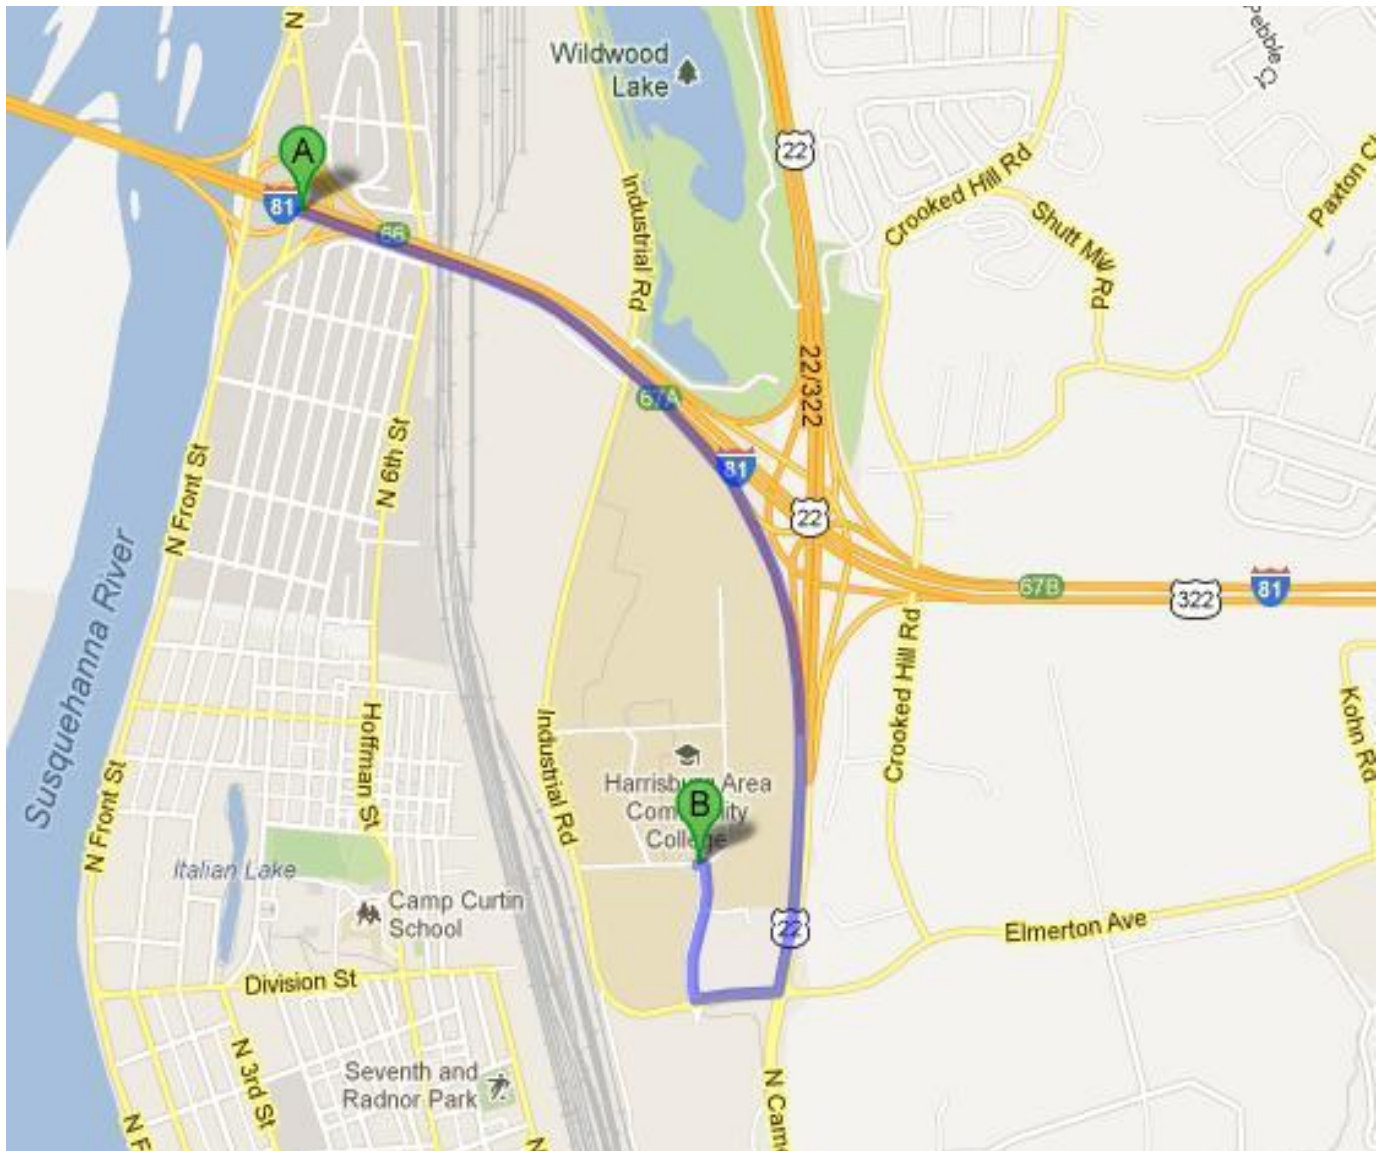 N
Wildwood
Lake
Pebble
22
A
81
66
Industrial Rd
Crooked Hill Rd
Shutt Mill Rd
22/322
67A
N 6th St
N Front St
81
22
67B
322
81
Susquehanna River
Crooked Hill Rd
Kohn Rd
Hoffman St
Industrial Rd
N Front St
Harrisburg Area
Community
College
B
Italian Lake
Camp Curtin
School
22
Elmerton Ave
Division St
N 3rd St
Seventh and
Radnor Park
N